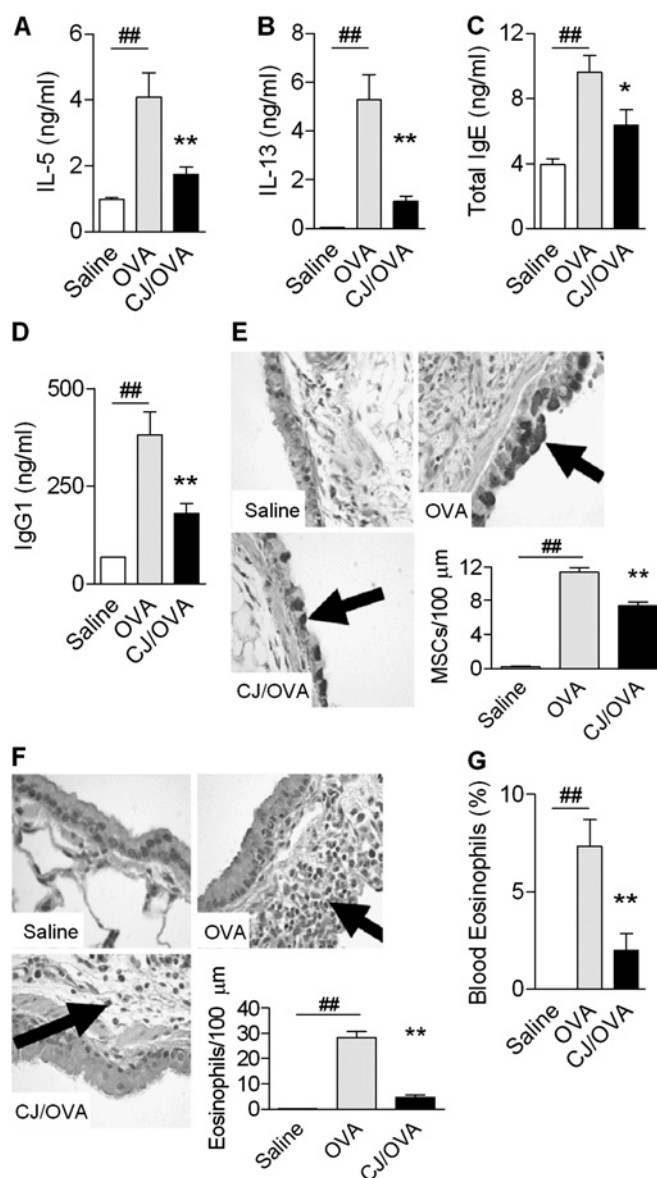 A
##
6
4
2
0
IL-5 (ng/ml)
**
Saline
OVA
CJ/OVA
B
##
8
6
4
2
0
IL-13 (ng/ml)
**
Saline
OVA
CJ/OVA
C
##
12
8
4
0
Total IgE (ng/ml)
*
Saline
OVA
CJ/OVA
D
##
500
250
0
IgG1 (ng/ml)
**
Saline
OVA
CJ/OVA
E
Saline
OVA
CJ/OVA
##
12
8
4
0
MSCs/100 µm
**
Saline
OVA
CJ/OVA
F
Saline
OVA
CJ/OVA
##
40
30
20
10
0
Eosinophils/100 µm
**
Saline
OVA
CJ/OVA
G
##
10
5
0
Blood Eosinophils (%)
**
Saline
OVA
CJ/OVA